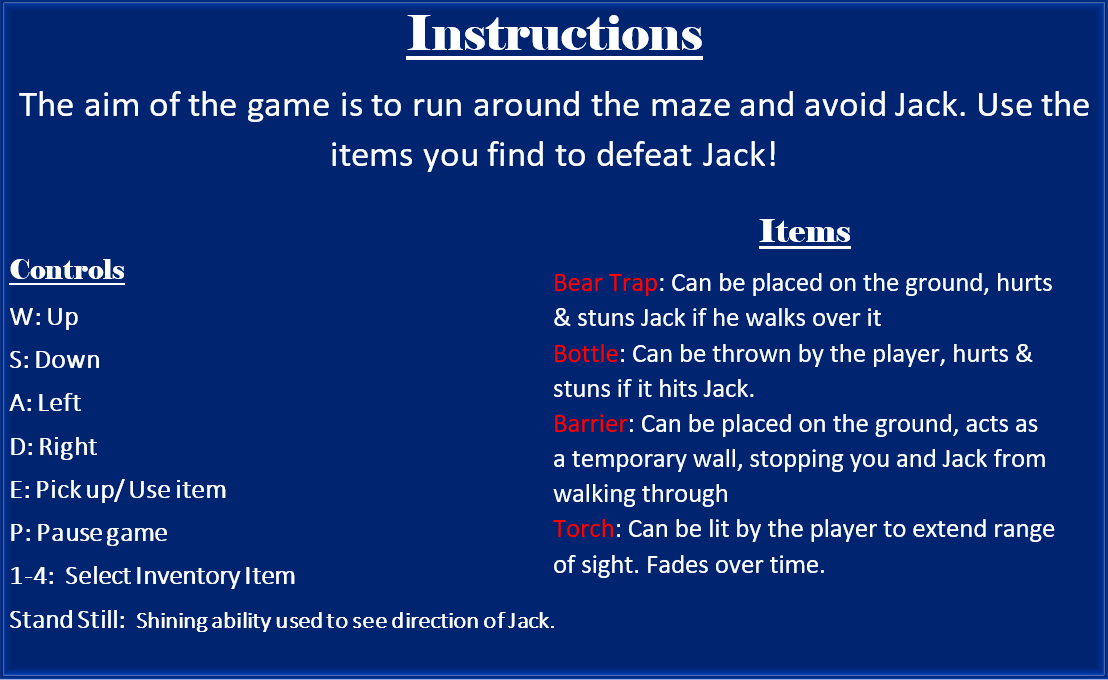 Instructions
The aim of the game is to run around the maze and avoid Jack. Use the
items you find to defeat Jack!
Controls
W: Up
S: Down
A: Left
D: Right
E: Pick up/ Use item
P: Pause game
1-4: Select Inventory Item
Stand Still: Shining ability used to see direction of Jack.
Items
Bear Trap: Can be placed on the ground, hurts
& stuns Jack if he walks over it
Bottle: Can be thrown by the player, hurts &
stuns if it hits Jack.
Barrier: Can be placed on the ground, acts as
a temporary wall, stopping you and Jack from
walking through
Torch: Can be lit by the player to extend range
of sight. Fades over time.